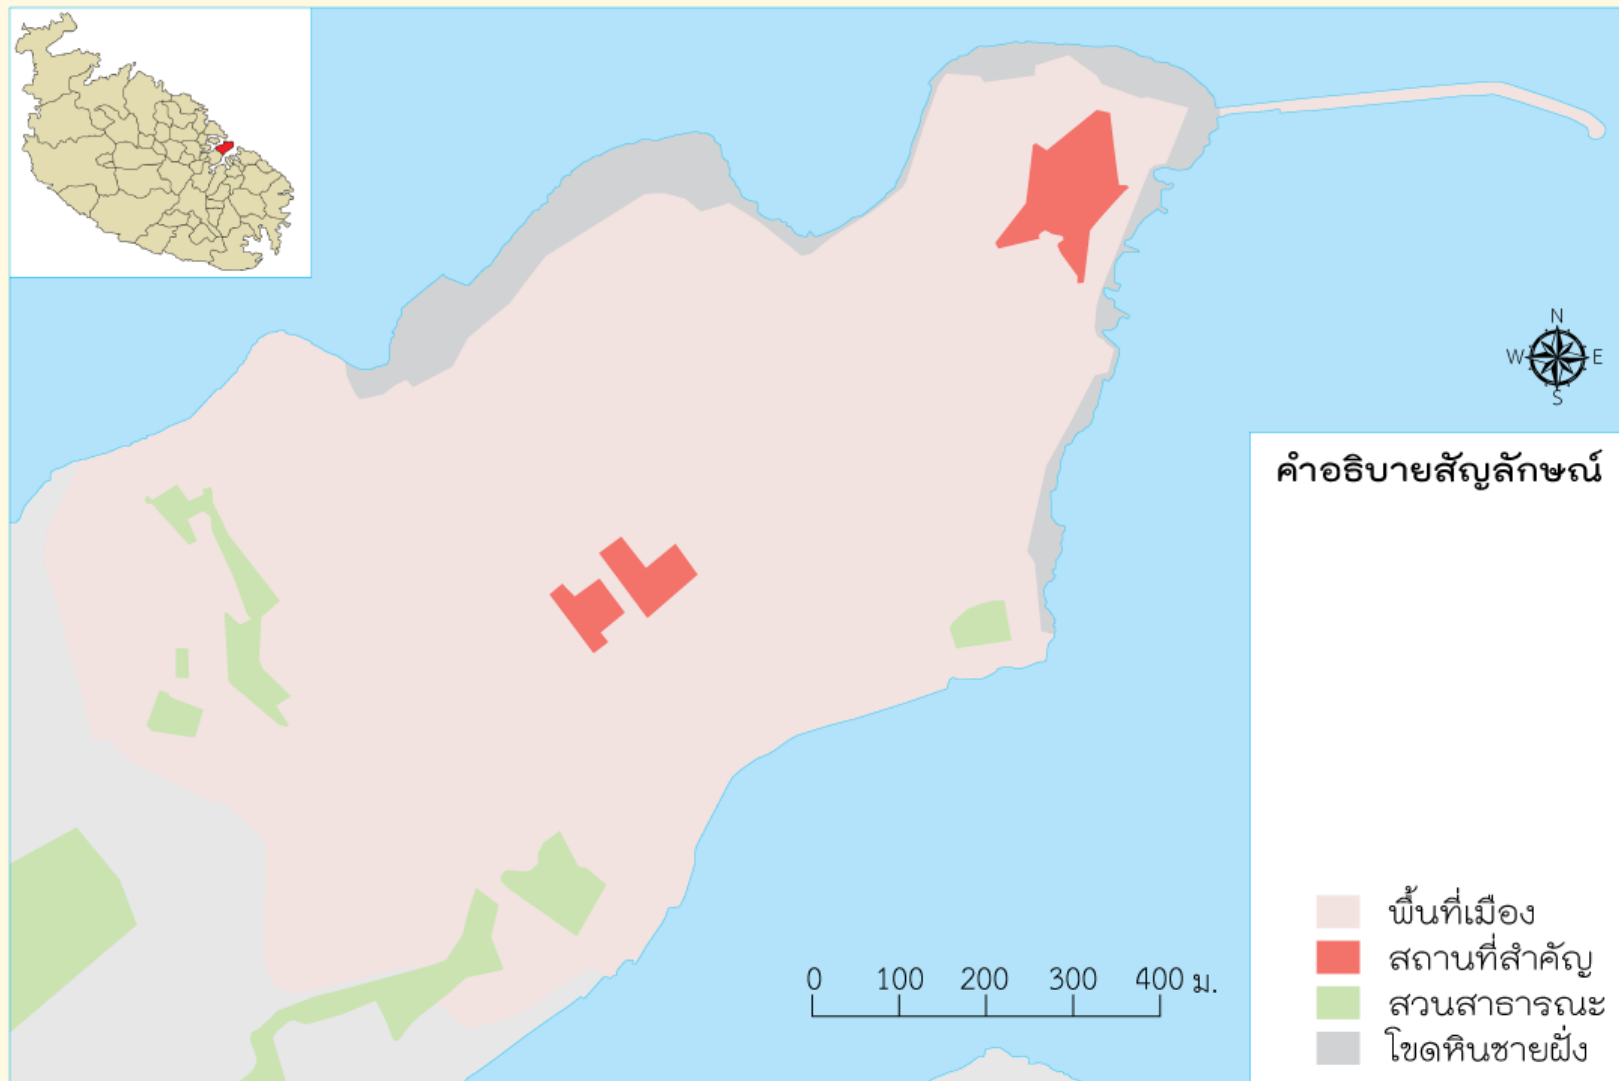 N
W E
S
คำอธิบายสัญลักษณ์
พื้นที่เมือง
สถานที่สำคัญ
สวนสาธารณะ
โขดหินชายฝั่ง
0 100 200 300 400 ม.